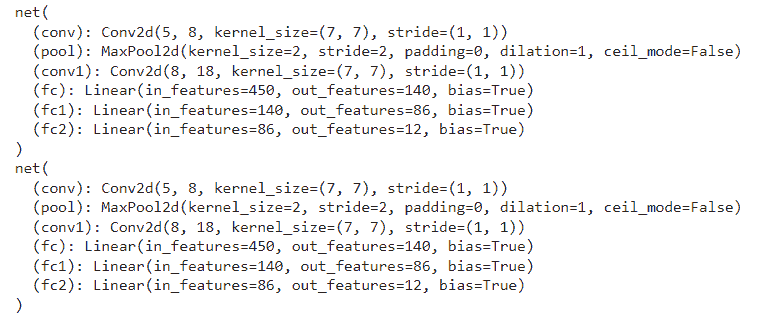 net(
  (conv): Conv2d(5, 8, kernel_size=(7, 7), stride=(1, 1))
  (pool): MaxPool2d(kernel_size=2, stride=2, padding=0, dilation=1, ceil_mode=False)
  (conv1): Conv2d(8, 18, kernel_size=(7, 7), stride=(1, 1))
  (fc): Linear(in_features=450, out_features=140, bias=True)
  (fc1): Linear(in_features=140, out_features=86, bias=True)
  (fc2): Linear(in_features=86, out_features=12, bias=True)
)
net(
  (conv): Conv2d(5, 8, kernel_size=(7, 7), stride=(1, 1))
  (pool): MaxPool2d(kernel_size=2, stride=2, padding=0, dilation=1, ceil_mode=False)
  (conv1): Conv2d(8, 18, kernel_size=(7, 7), stride=(1, 1))
  (fc): Linear(in_features=450, out_features=140, bias=True)
  (fc1): Linear(in_features=140, out_features=86, bias=True)
  (fc2): Linear(in_features=86, out_features=12, bias=True)
)